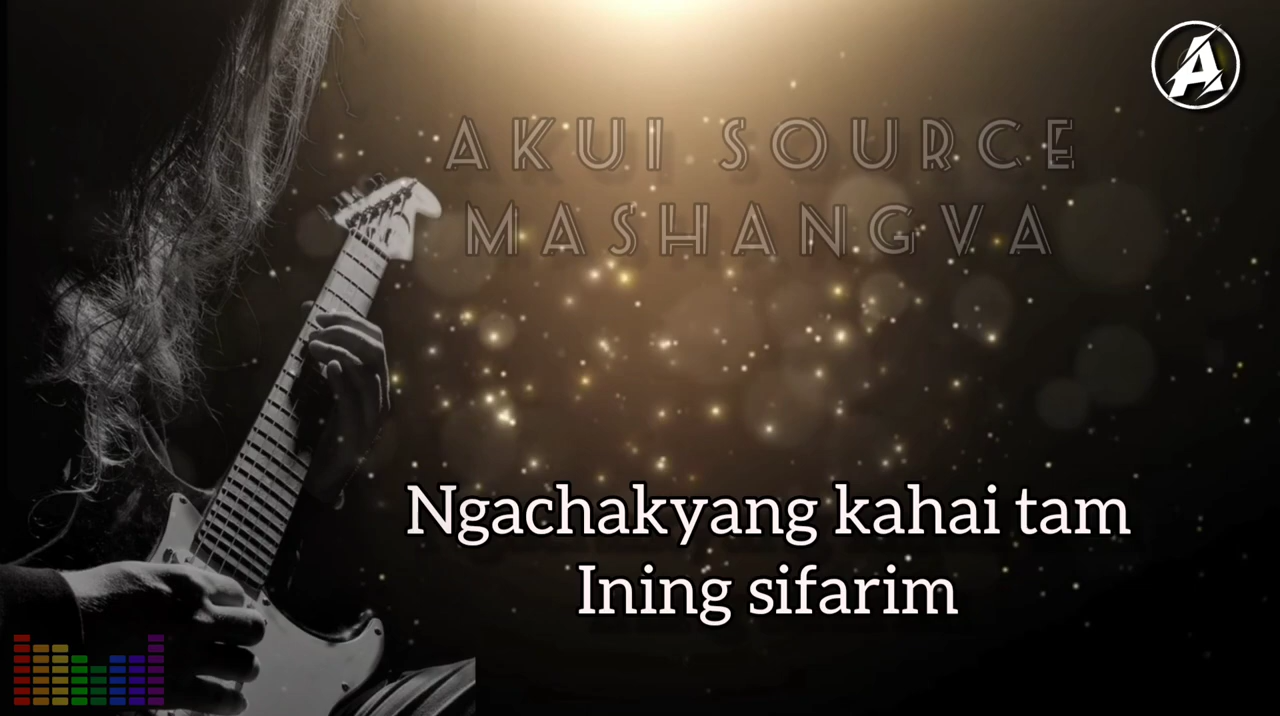 A
AKUI SOURCE
MASHANGVA
Ngachakyang kahai tam
Ining sifarim